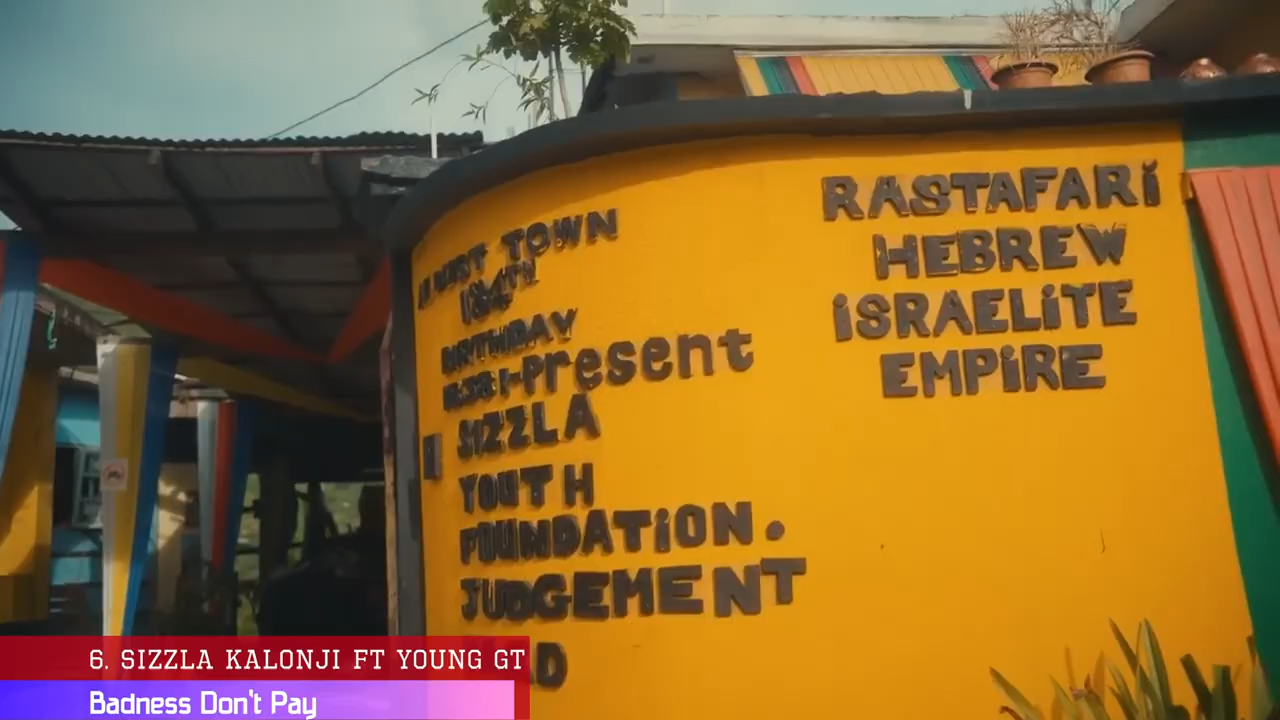 TOWN
BIRTHDAY
Present
SIZZLA
YOUTH
FOUNDATiON.
JUDGEMENT
RASTAFARi
HEBREW
iSRAELiTE
EMPiRE
6. SIZZLA KALONJI FT YOUNG GT
Badness Don't Pay